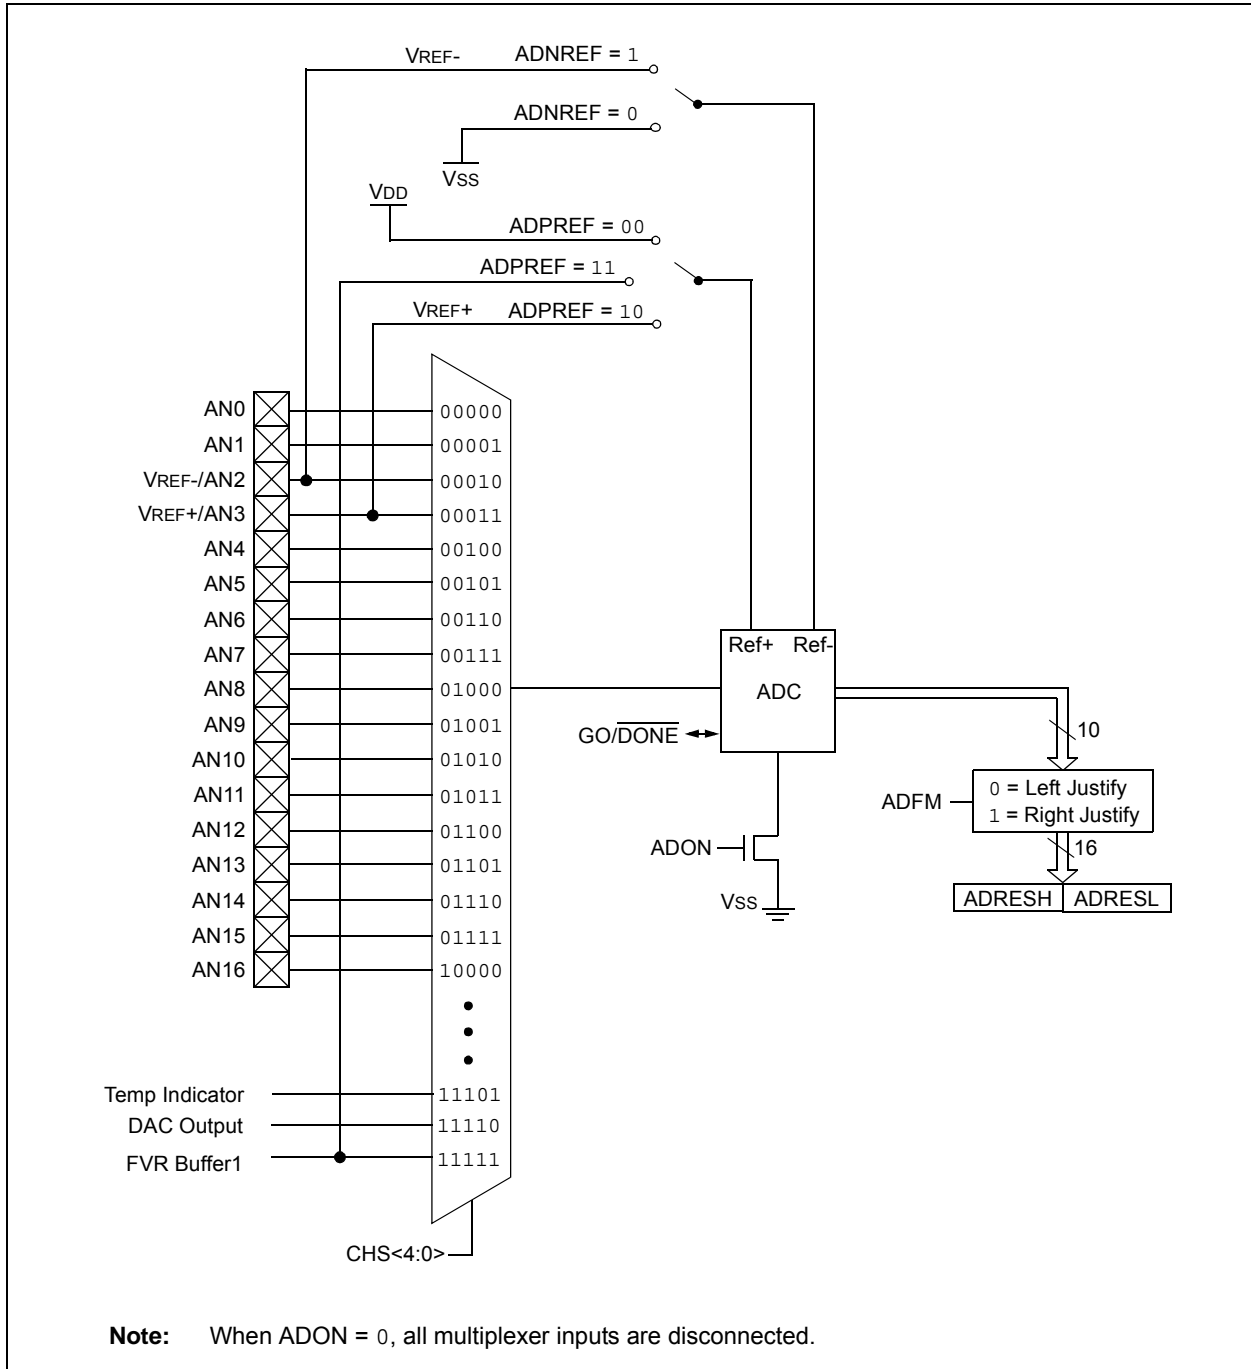 VREF- ADNREF = 1
ADNREF = 0
VSS
VDD
ADPREF = 00
ADPREF = 11
VREF+ ADPREF = 10
AN0 00000
AN1 00001
VREF-/AN2 00010
VREF+/AN3 00011
AN4 00100
AN5 00101
AN6 00110
AN7 00111
AN8 01000
AN9 01001
AN10 01010
AN11 01011
AN12 01100
AN13 01101
AN14 01110
AN15 01111
AN16 10000
Temp Indicator 11101
DAC Output 11110
FVR Buffer1 11111
CHS<4:0>
Ref+ Ref-
ADC
GO/DONE
ADON
VSS
10
ADFM
0 = Left Justify
1 = Right Justify
16
ADRESH ADRESL
Note: When ADON = 0, all multiplexer inputs are disconnected.